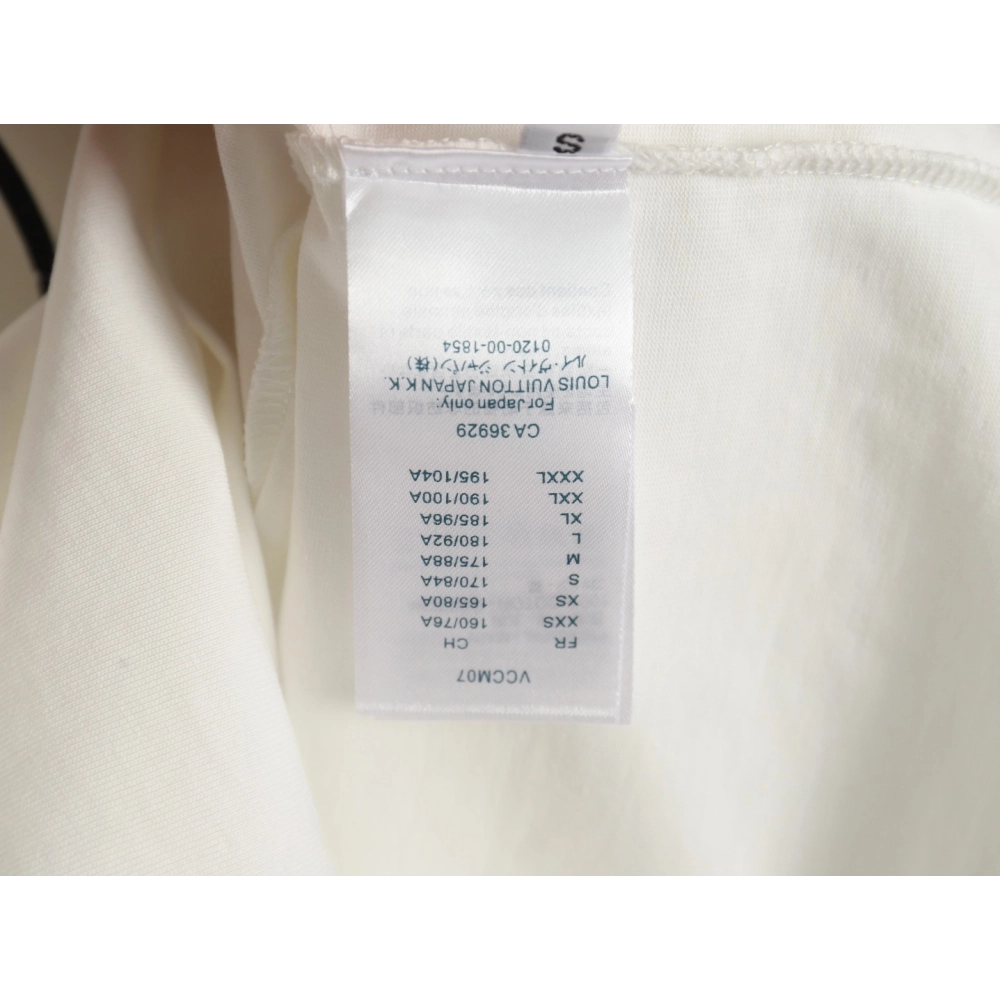 VCCM07
FR CH
XXS 160/76A
XS 165/80A
S 170/84A
M 175/88A
L 180/92A
XL 185/96A
XXL 190/100A
XXXL 195/104A
CA 36929
For Japan only:
LOUIS VUITTON JAPAN K.K.
ルイ・ヴィトン ジャパン(株)
0120-00-1854
S